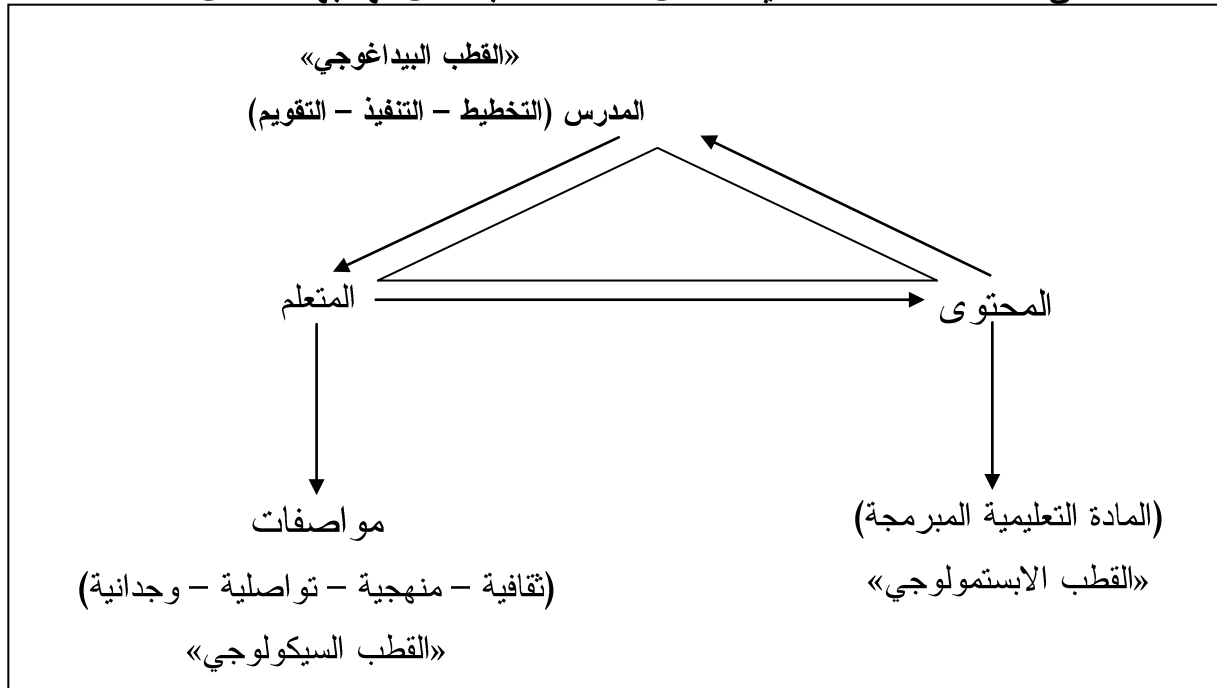 «القطب البيداغوجي»
المدرس (التخطيط – التنفيذ – التقويم)
المحتوى
المتعلم
(المادة التعليمية المبرمجة)
«القطب الابستمولوجي»
مواصفات
(ثقافية – منهجية – تواصلية – وجدانية)
«القطب السيكولوجي»